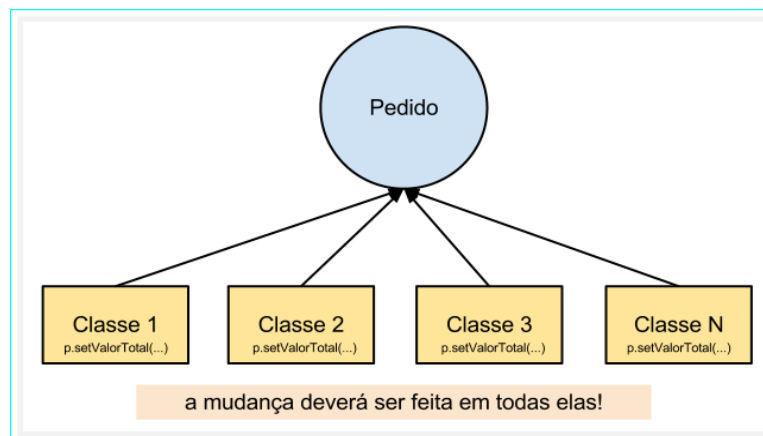 Pedido
Classe 1
p.setValorTotal(...)
Classe 2
p.setValorTotal(...)
Classe 3
p.setValorTotal(...)
Classe N
p.setValorTotal(...)
a mudança deverá ser feita em todas elas!